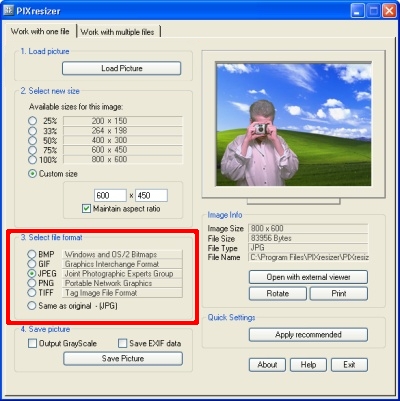 PIXresizer
Work with one file
Work with multiple files
1. Load picture
Load Picture
2. Select new size
Available sizes for this image:
25% 200 x 150
33% 264 x 198
50% 400 x 300
75% 600 x 450
100% 800 x 600
Custom size
600 x 450
Maintain aspect ratio
3. Select file format
BMP Windows and OS/2 Bitmaps
GIF Graphics Interchange Format
JPEG Joint Photographic Experts Group
PNG Portable Network Graphics
TIFF Tag Image File Format
Same as original - (JPG)
4. Save picture
Output GrayScale Save EXIF data
Save Picture
Image Info
Image Size 800 x 600
File Size 83956 Bytes
File Type JPG
File Name C:\Program Files\PIXresizer\PIXresiz
Open with external viewer
Rotate Print
Quick Settings
Apply recommended
About Help Exit